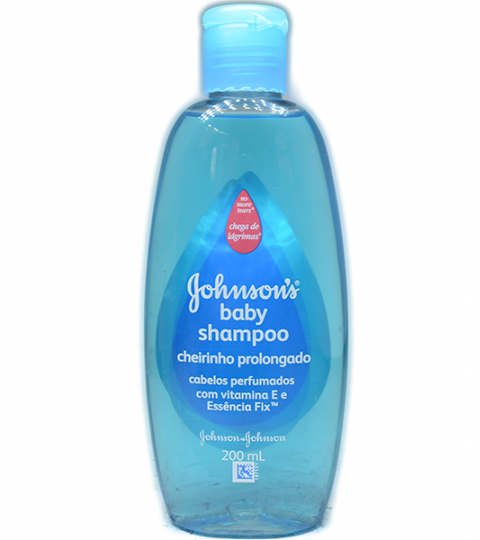 no
more
tears™
chega de
lágrimas®
Johnson's®
baby
shampoo
cheirinho prolongado
cabelos perfumados
com vitamina E e
Essência Fix™
Johnson & Johnson
200 mL